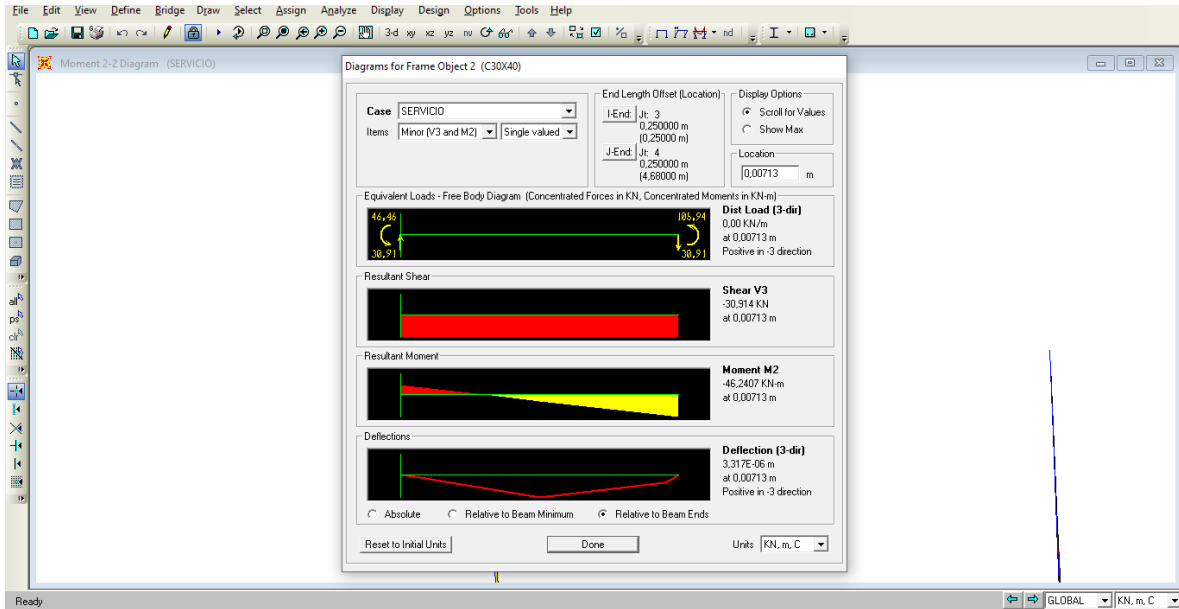 File Edit View Define Bridge Draw Select Assign Analyze Display Design Options Tools Help
3-d xy xz yz nv nd
Moment 2-2 Diagram (SERVICIO)
Diagrams for Frame Object 2 (C30X40)
Case SERVICIO
Items Minor (V3 and M2) Single valued
End Length Offset (Location)
I-End: Jt: 3
0,250000 m
(0,25000 m)
J-End: Jt: 4
0,250000 m
(4,68000 m)
Display Options
Scroll for Values
Show Max
Location
0,00713 m
Equivalent Loads - Free Body Diagram (Concentrated Forces in KN, Concentrated Moments in KN-m)
46,46 105,94
30,91 30,91
Dist Load (3-dir)
0,00 KN/m
at 0,00713 m
Positive in -3 direction
Resultant Shear
Shear V3
-30,914 KN
at 0,00713 m
Resultant Moment
Moment M2
-46,2407 KN-m
at 0,00713 m
Deflections
Deflection (3-dir)
3,317E-06 m
at 0,00713 m
Positive in -3 direction
Absolute Relative to Beam Minimum Relative to Beam Ends
Reset to Initial Units Done Units KN, m, C
all
ps
clr
Ready GLOBAL KN, m, C